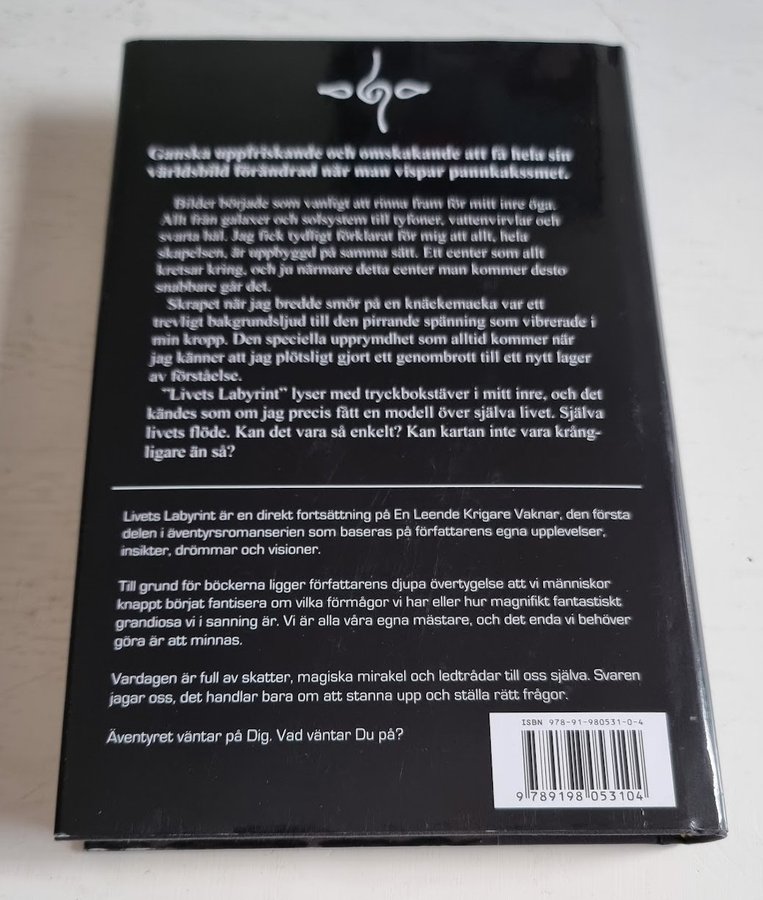 Ganska uppfriskande och omskakande att få hela sin
världsbild förändrad när man vispar pannkakssmet.
Bilder började som vanligt att rinna fram för mitt inre öga.
Allt från galaxer och solsystem till tyfoner, vattenvirvlar och
svarta hål. Jag fick tydligt förklarat för mig att allt, hela
skapelsen, är uppbyggd på samma sätt. Ett center som allt
kretsar kring, och ju närmare detta center man kommer desto
snabbare går det.
Skrapet när jag bredde smör på en knäckemacka var ett
trevligt bakgrundsljud till den pirrande spänning som vibrerade i
min kropp. Den speciella upprymdhet som alltid kommer när
jag känner att jag plötsligt gjort ett genombrott till ett nytt lager
av förståelse.
"Livets Labyrint" lyser med tryckbokstäver i mitt inre, och det
kändes som om jag precis fått en modell över själva livet. Själva
livets flöde. Kan det vara så enkelt? Kan kartan inte vara krång-
ligare än så?
Livets Labyrint är en direkt fortsättning på En Leende Krigare Vaknar, den första
delen i äventyrsromanserien som baseras på författarens egna upplevelser,
insikter, drömmar och visioner.
Till grund för böckerna ligger författarens djupa övertygelse att vi människor
knappt börjat fantisera om vilka förmågor vi har eller hur magnifikt fantastiskt
grandiosa vi i sanning är. Vi är alla våra egna mästare, och det enda vi behöver
göra är att minnas.
Vardagen är full av skatter, magiska mirakel och ledtrådar till oss själva. Svaren
jagar oss, det handlar bara om att stanna upp och ställa rätt frågor.
Äventyret väntar på Dig. Vad väntar Du på?
ISBN 978-91-980531-0-4
9 789198 053104